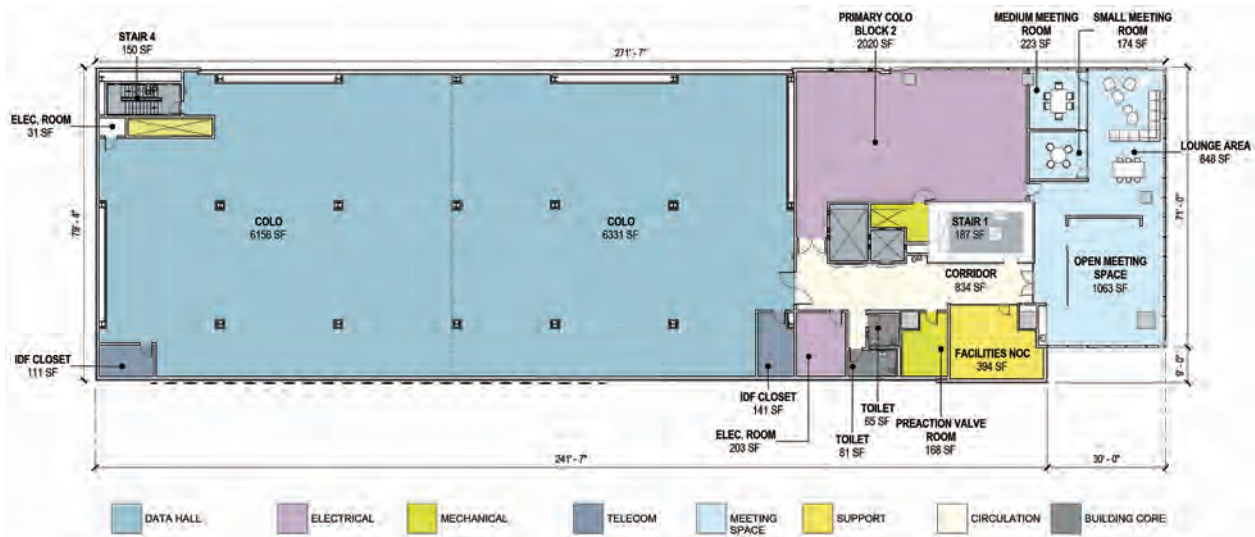 PRIMARY COLO
BLOCK 2
2020 SF
MEDIUM MEETING
ROOM
223 SF
SMALL MEETING
ROOM
174 SF
STAIR 4
150 SF
271' - 7"
ELEC. ROOM
31 SF
79' - 4"
LOUNGE AREA
848 SF
71' - 0"
COLO
6156 SF
COLO
6331 SF
STAIR 1
187 SF
CORRIDOR
834 SF
OPEN MEETING
SPACE
1063 SF
IDF CLOSET
111 SF
FACILITIES NOC
394 SF
9' - 0"
IDF CLOSET
141 SF
ELEC. ROOM
203 SF
TOILET
81 SF
TOILET
65 SF
PREACTION VALVE
ROOM
168 SF
241' - 7"
30' - 0"
DATA HALL
ELECTRICAL
MECHANICAL
TELECOM
MEETING
SPACE
SUPPORT
CIRCULATION
BUILDING CORE